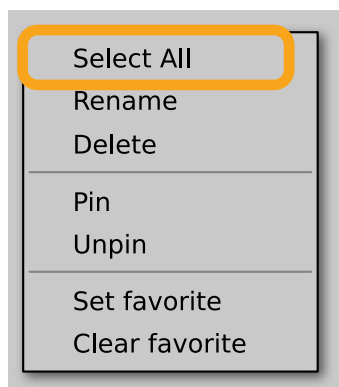 Select All
Rename
Delete
Pin
Unpin
Set favorite
Clear favorite